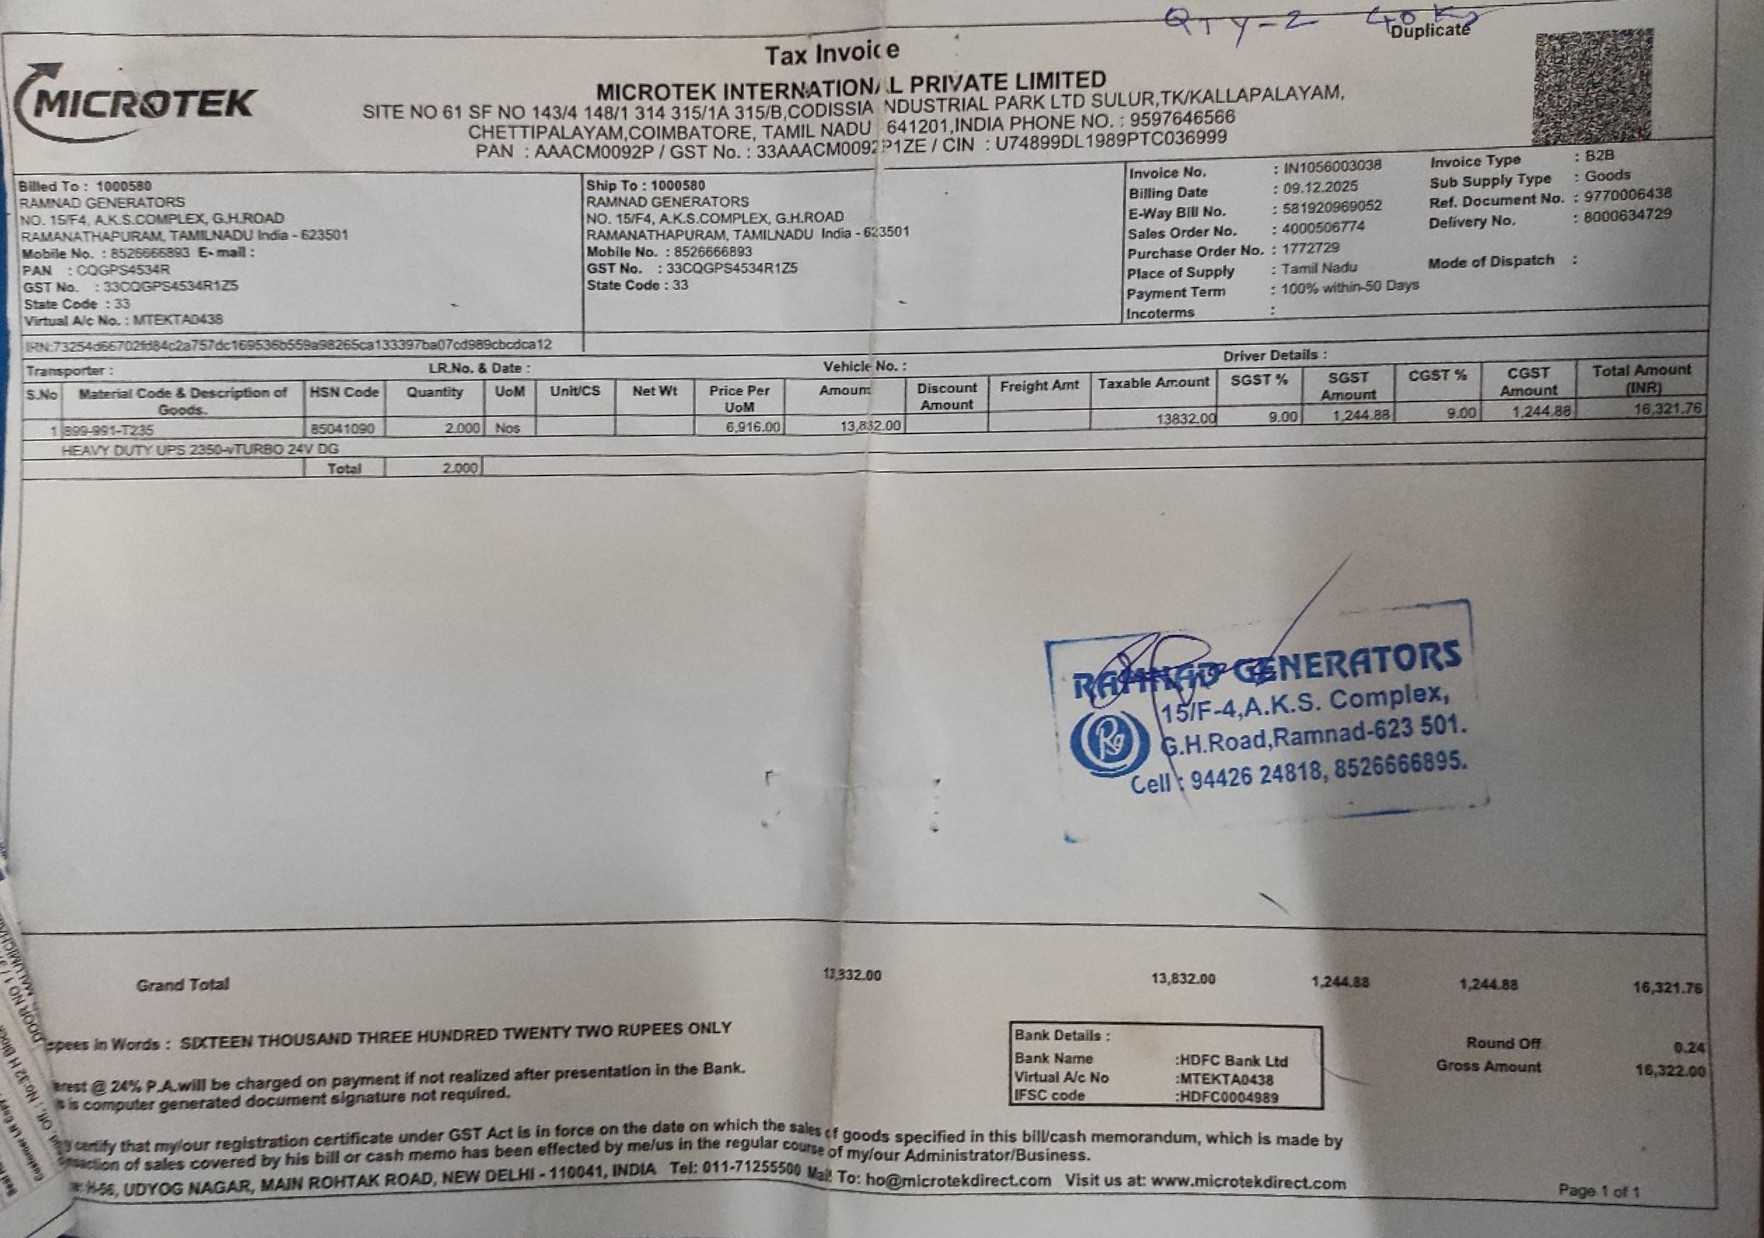 QTY-2 40 Kg
Duplicate
Tax Invoice
MICROTEK
MICROTEK INTERNATIONAL PRIVATE LIMITED
SITE NO 61 SF NO 143/4 148/1 314 315/1A 315/B,CODISSIA NDUSTRIAL PARK LTD SULUR,TK/KALLAPALAYAM,
CHETTIPALAYAM,COIMBATORE, TAMIL NADU 641201,INDIA PHONE NO. : 9597646566
PAN : AAACM0092P / GST No. : 33AAACM0092P1ZE / CIN : U74899DL1989PTC036999
Billed To : 1000580
RAMNAD GENERATORS
NO. 15/F4, A.K.S.COMPLEX, G.H.ROAD
RAMANATHAPURAM, TAMILNADU India - 623501
Mobile No. : 8526666893 E-mail :
PAN : CQGPS4534R
GST No. : 33CQGPS4534R1Z5
State Code : 33
Virtual A/c No. : MTEKTA0438
Ship To : 1000580
RAMNAD GENERATORS
NO. 15/F4, A.K.S.COMPLEX, G.H.ROAD
RAMANATHAPURAM, TAMILNADU India - 623501
Mobile No. : 8526666893
GST No. : 33CQGPS4534R1Z5
State Code : 33
Invoice No. : IN1056003038
Billing Date : 09.12.2025
E-Way Bill No. : 581920969052
Sales Order No. : 4000506774
Purchase Order No. : 1772729
Place of Supply : Tamil Nadu
Payment Term : 100% within-50 Days
Incoterms :
Invoice Type : B2B
Sub Supply Type : Goods
Ref. Document No. : 9770006438
Delivery No. : 8000634729
Mode of Dispatch :
IRN:73254d66702fd84c2a757dc169536b559a98265ca133397ba07cd989cbcdca12
Transporter : LR.No. & Date : Vehicle No. : Driver Details :
S.No Material Code & Description of Goods. HSN Code Quantity UoM Unit/CS Net Wt Price Per UoM Amount Discount Amount Freight Amt Taxable Amount SGST % SGST Amount CGST % CGST Amount Total Amount (INR)
1 899-991-T235 85041090 2.000 Nos 6,916.00 13,832.00 13832.00 9.00 1,244.88 9.00 1,244.88 16,321.76
HEAVY DUTY UPS 2350-vTURBO 24V DG
Total 2.000
RAMNAD GENERATORS
Rg
15/F-4,A.K.S. Complex,
G.H.Road,Ramnad-623 501.
Cell : 94426 24818, 8526666895.
Grand Total 13,832.00 13,832.00 1,244.88 1,244.88 16,321.76
upees in Words : SIXTEEN THOUSAND THREE HUNDRED TWENTY TWO RUPEES ONLY
Round Off 0.24
Gross Amount 16,322.00
Bank Details :
Bank Name :HDFC Bank Ltd
Virtual A/c No :MTEKTA0438
IFSC code :HDFC0004989
erest @ 24% P.A.will be charged on payment if not realized after presentation in the Bank.
is computer generated document signature not required.
certify that my/our registration certificate under GST Act is in force on the date on which the sales of goods specified in this bill/cash memorandum, which is made by
saction of sales covered by his bill or cash memo has been effected by me/us in the regular course of my/our Administrator/Business.
H-56, UDYOG NAGAR, MAIN ROHTAK ROAD, NEW DELHI - 110041, INDIA Tel: 011-71255500 Mail To: ho@microtekdirect.com Visit us at: www.microtekdirect.com
Page 1 of 1